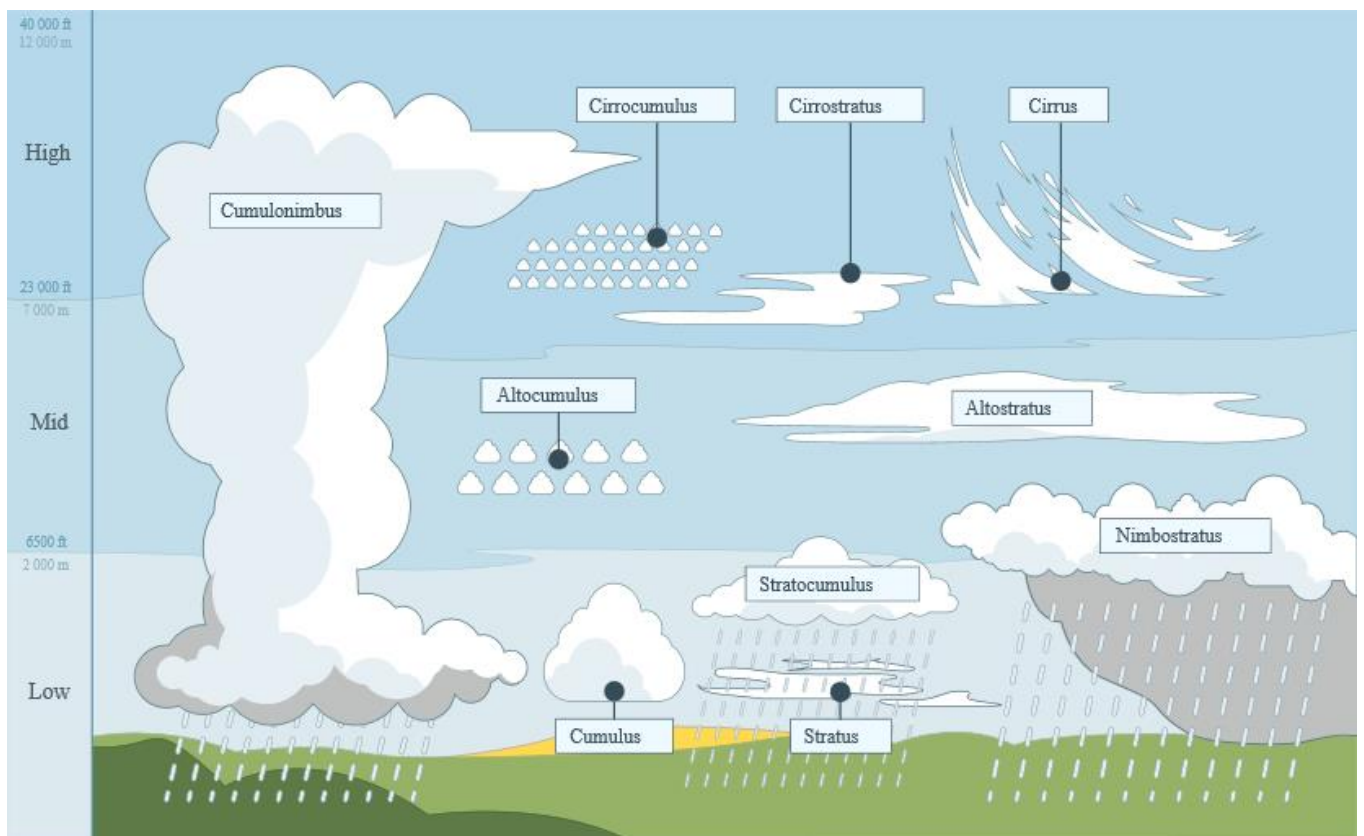 40 000 ft
12 000 m
High
Cirrocumulus
Cirrostratus
Cirrus
Cumulonimbus
23 000 ft
7 000 m
Altocumulus
Altostratus
Mid
Nimbostratus
6500 ft
2 000 m
Stratocumulus
Low
Cumulus
Stratus